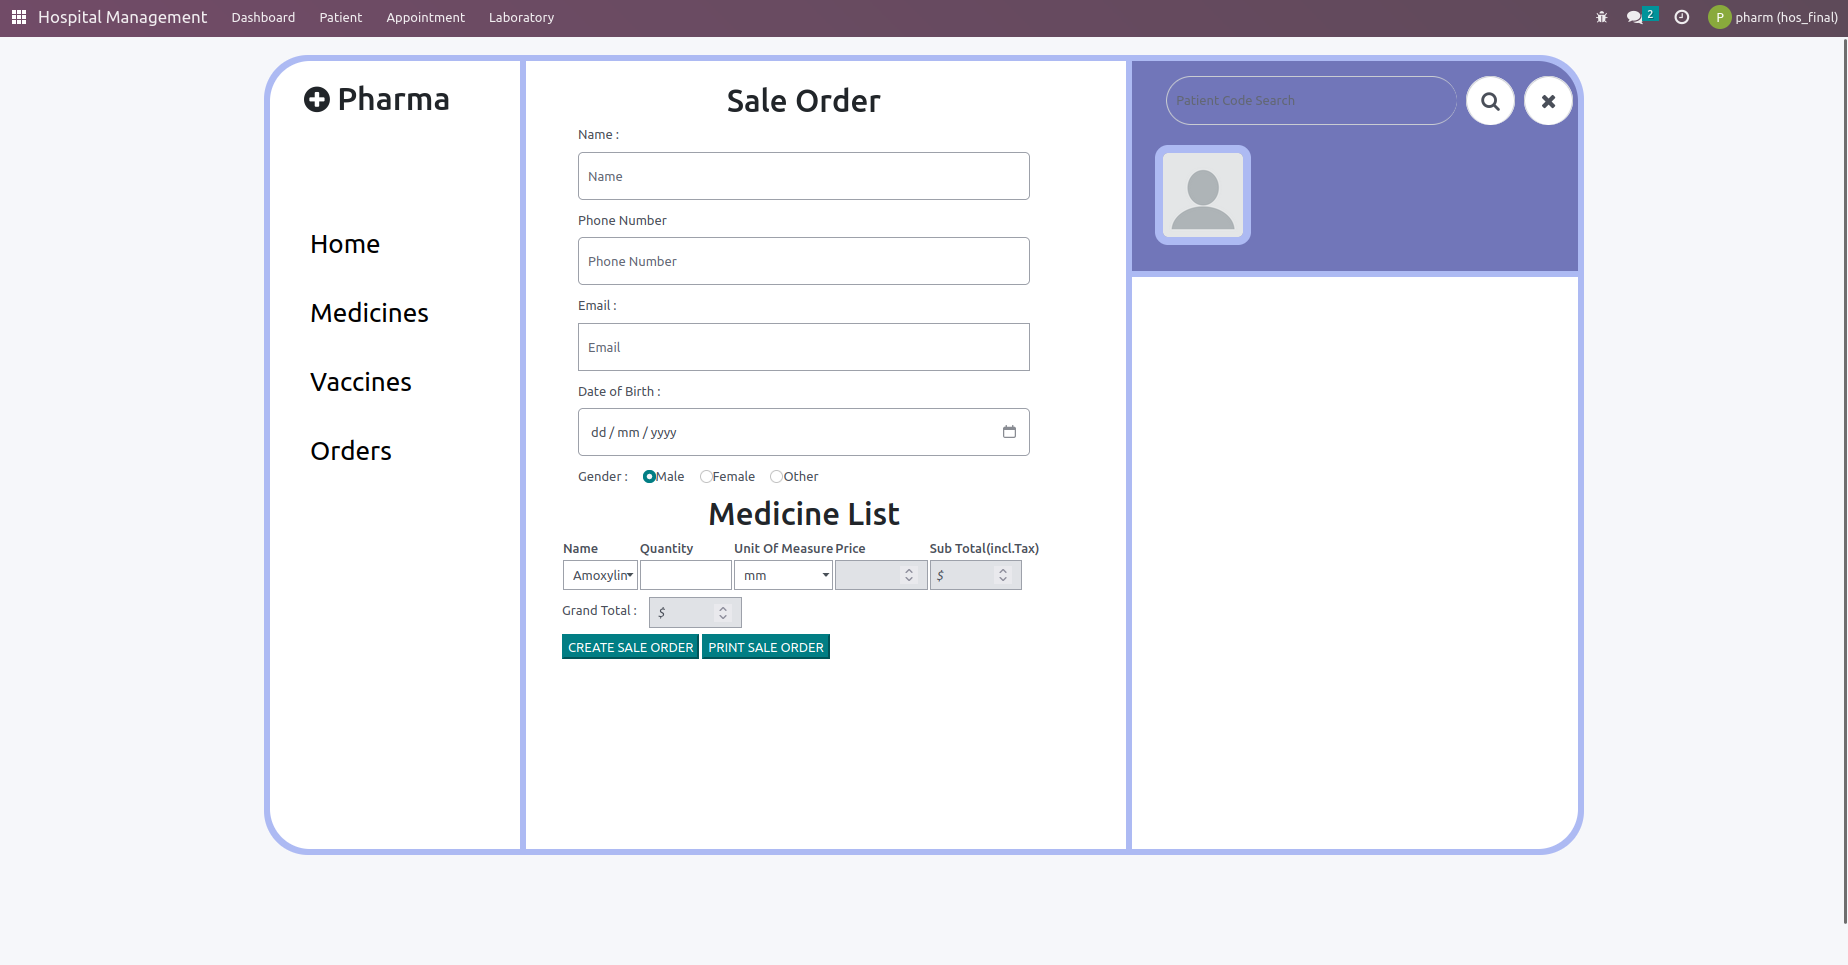 Hospital Management Dashboard Patient Appointment Laboratory 2 P pharm (hos_final)
Pharma
Home
Medicines
Vaccines
Orders
Sale Order
Name :
Name
Phone Number
Phone Number
Email :
Email
Date of Birth :
dd / mm / yyyy
Gender : Male Female Other
Medicine List
Name Quantity Unit Of Measure Price Sub Total(incl.Tax)
Amoxylin mm $
Grand Total : $
CREATE SALE ORDER PRINT SALE ORDER
Patient Code Search